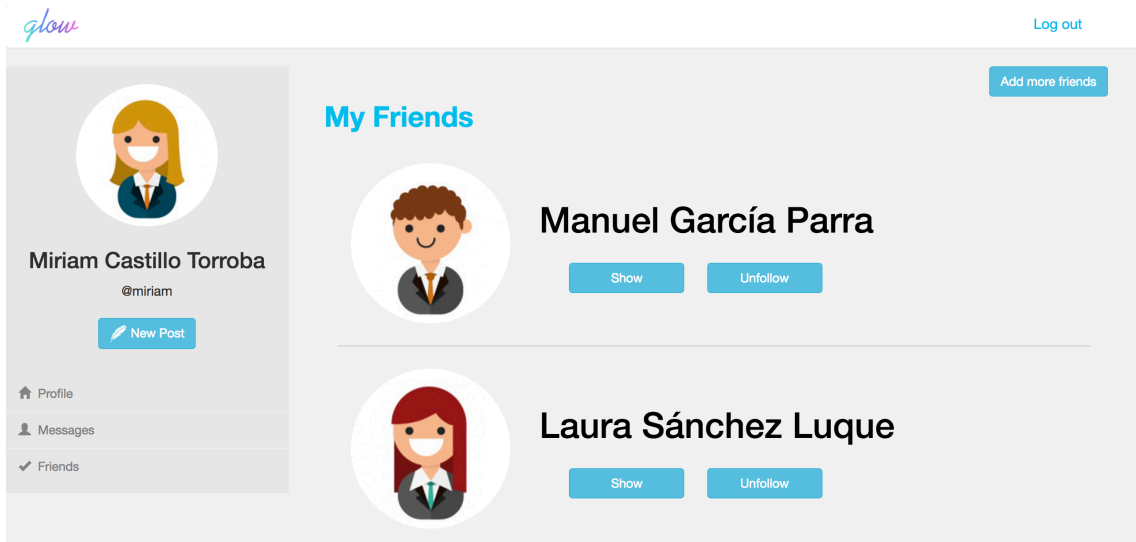 glow
Log out
Miriam Castillo Torroba
@miriam
New Post
Profile
Messages
Friends
Add more friends
My Friends
Manuel García Parra
Show Unfollow
Laura Sánchez Luque
Show Unfollow